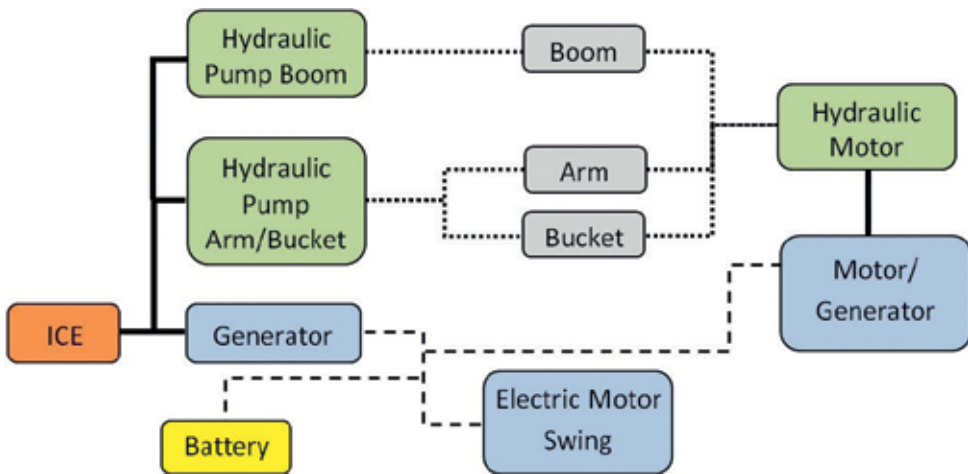 Hydraulic
Pump Boom
Boom
Hydraulic
Motor
Hydraulic
Pump
Arm/Bucket
Arm
Bucket
Motor/
Generator
ICE
Generator
Electric Motor
Swing
Battery